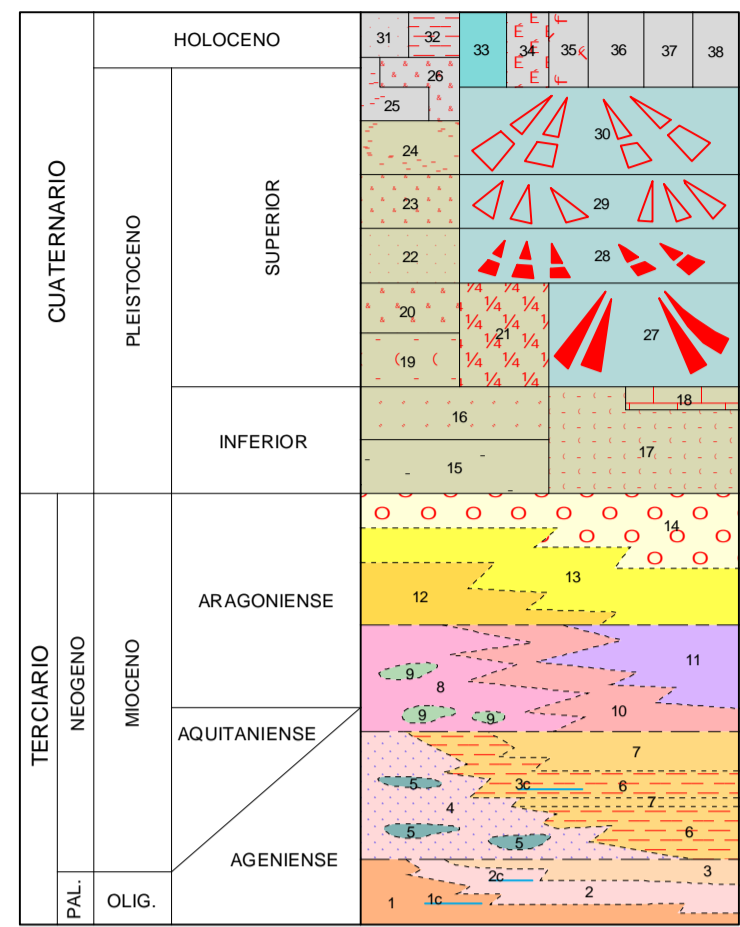 HOLOCENO
31
32
33
34
35
36
37
38
26
25
30
24
CUATERNARIO
PLEISTOCENO
SUPERIOR
23
29
22
28
20
21
27
19
INFERIOR
18
16
17
15
TERCIARIO
NEOGENO
MIOCENO
ARAGONIENSE
14
13
12
11
9
8
9
9
10
AQUITANIENSE
7
5
3c
6
7
4
5
5
6
AGENIENSE
3
2c
2
PAL.
OLIG.
1
1c